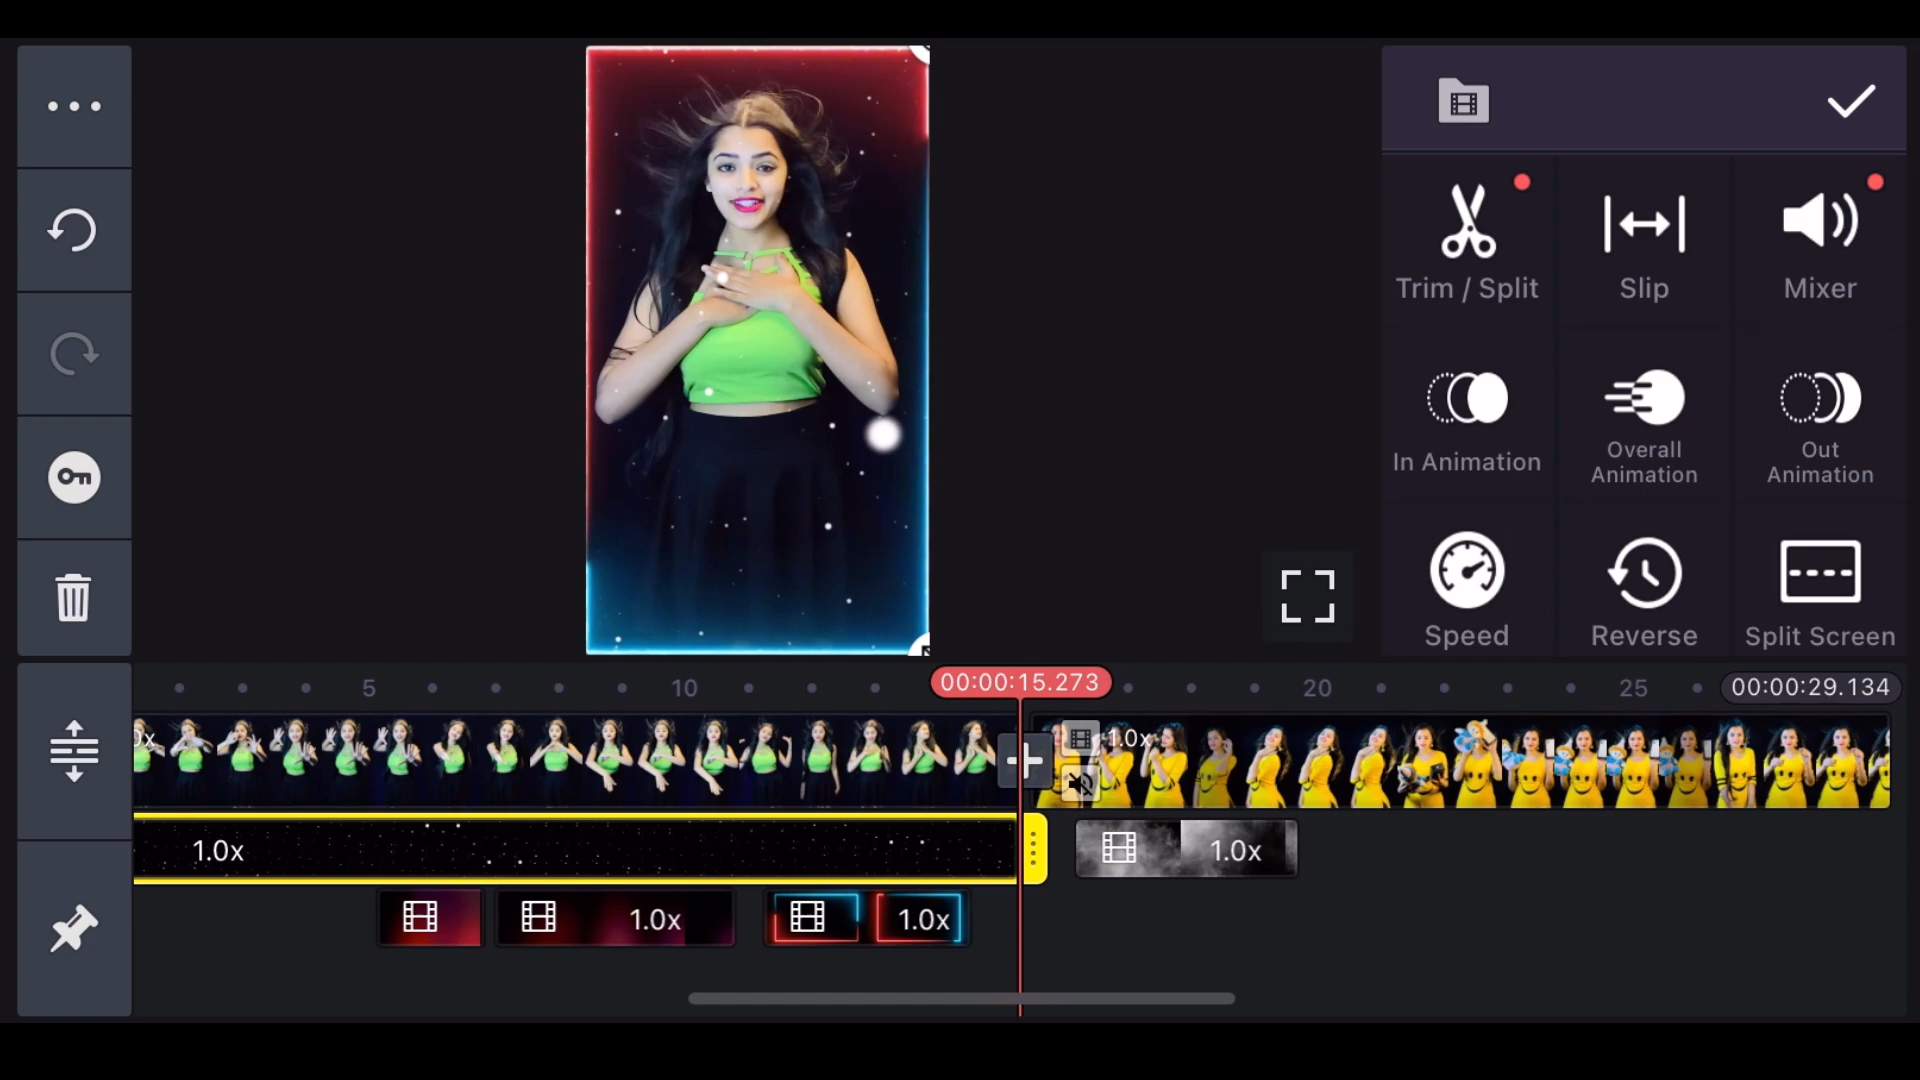 Trim / Split
Slip
Mixer
In Animation
Overall
Animation
Out
Animation
Speed
Reverse
Split Screen
5
10
00:00:15.273
20
25
00:00:29.134
0x
1.0x
1.0x
1.0x
1.0x
1.0x